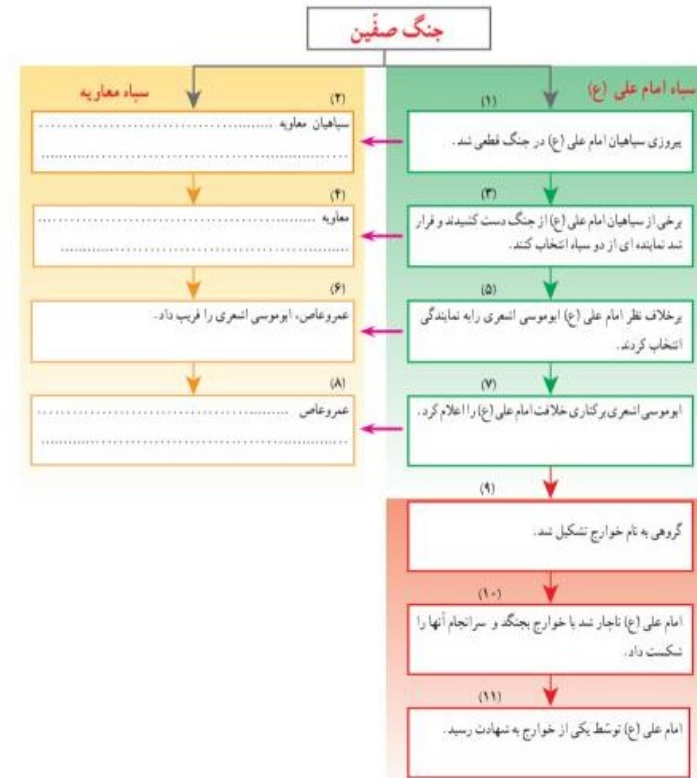 جنگ صفّین
سپاه امام علی (ع)
سپاه معاویه
(۱)
پیروزی سپاهیان امام علی (ع) در جنگ قطعی شد.
(۲)
سپاهیان معاویه ........................................
........................................
(۳)
برخی از سپاهیان امام علی (ع) از جنگ دست کشیدند و قرار
شد نماینده ای از دو سپاه انتخاب کنند.
(۴)
معاویه ........................................
........................................
(۵)
برخلاف نظر امام علی (ع) ابوموسی اشعری را به نمایندگی
انتخاب کردند.
(۶)
عمروعاص، ابوموسی اشعری را فریب داد.
(۷)
ابوموسی اشعری برکناری خلافت امام علی (ع) را اعلام کرد.
(۸)
عمروعاص ........................................
........................................
(۹)
گروهی به نام خوارج تشکیل شد.
(۱۰)
امام علی (ع) ناچار شد با خوارج بجنگد و سرانجام آنها را
شکست داد.
(۱۱)
امام علی (ع) توسّط یکی از خوارج به شهادت رسید.